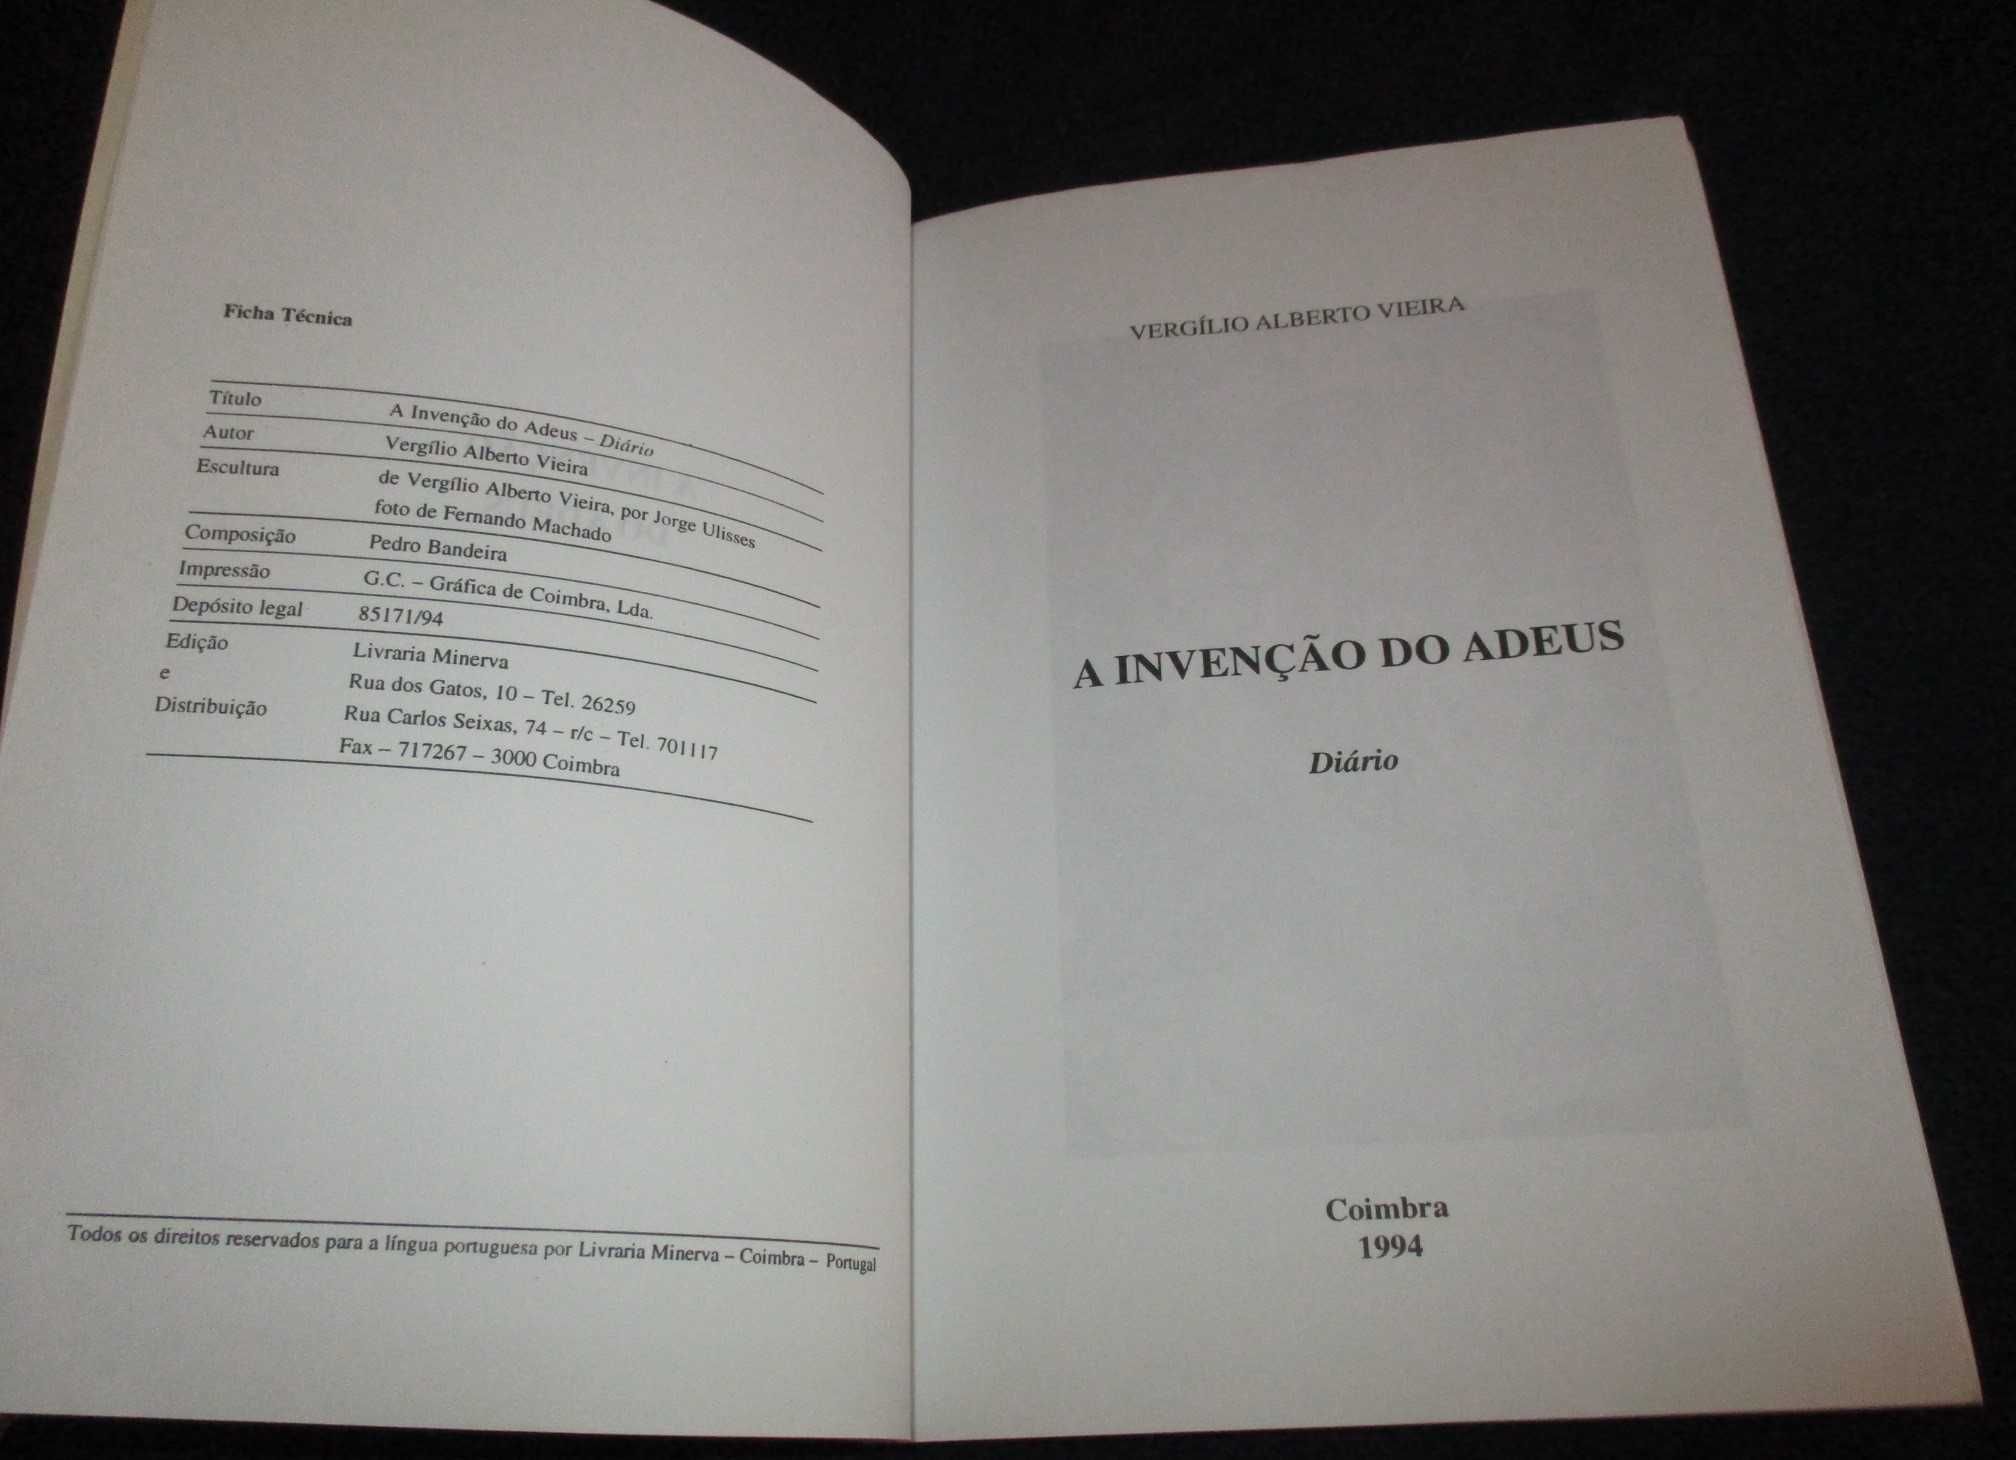 Ficha Técnica
Título A Invenção do Adeus – Diário
Autor Vergílio Alberto Vieira
Escultura de Vergílio Alberto Vieira, por Jorge Ulisses
foto de Fernando Machado
Composição Pedro Bandeira
Impressão G.C. – Gráfica de Coimbra, Lda.
Depósito legal 85171/94
Edição Livraria Minerva
e Rua dos Gatos, 10 – Tel. 26259
Distribuição Rua Carlos Seixas, 74 – r/c – Tel. 701117
Fax – 717267 – 3000 Coimbra
Todos os direitos reservados para a língua portuguesa por Livraria Minerva – Coimbra – Portugal
VERGÍLIO ALBERTO VIEIRA
A INVENÇÃO DO ADEUS
Diário
Coimbra
1994